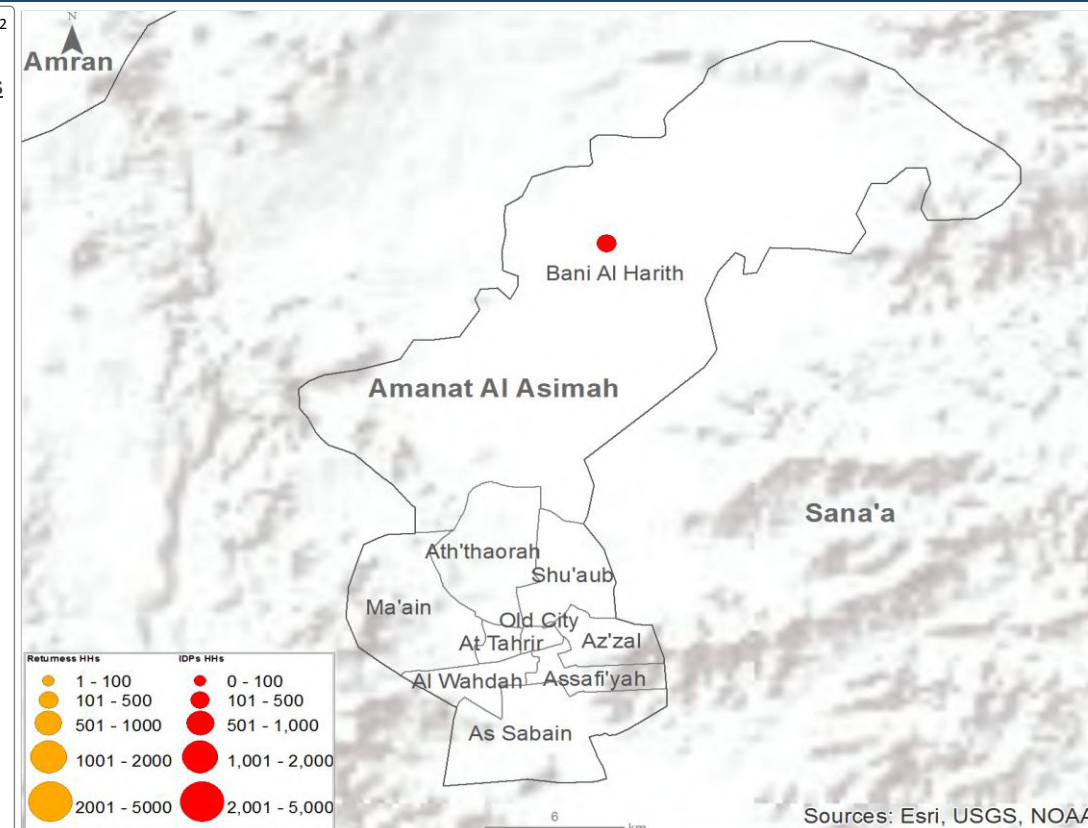 2
S
N
Amran
Bani Al Harith
Amanat Al Asimah
Sana'a
Ath'thaorah
Shu'aub
Ma'ain
Old City
At Tahrir
Az'zal
Al Wahdah
Assafi'yah
As Sabain
Returness HHs
IDPs HHs
1 - 100
0 - 100
101 - 500
101 - 500
501 - 1000
501 - 1,000
1001 - 2000
1,001 - 2,000
2001 - 5000
2,001 - 5,000
6
km
Sources: Esri, USGS, NOAA